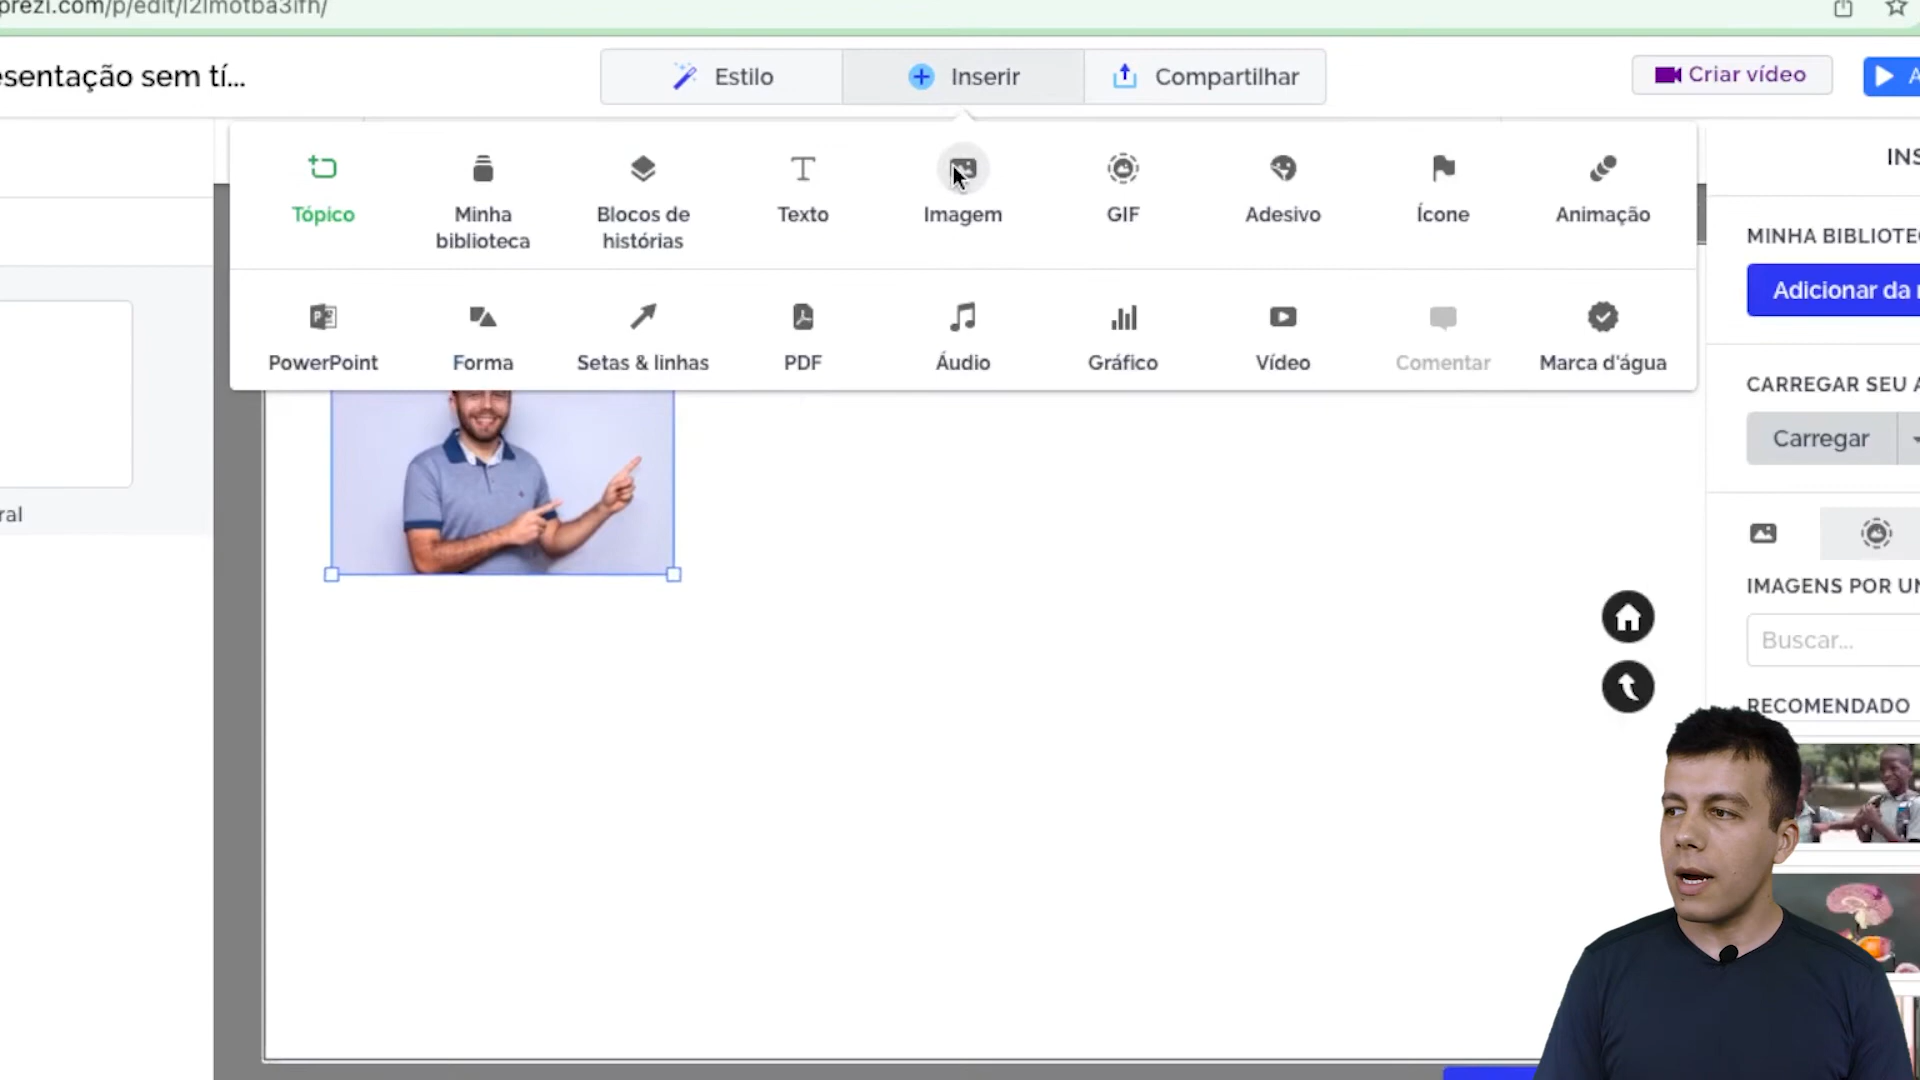 prezi.com/p/edit/l2lmotba3lfh/
esentação sem tí...
Estilo
Inserir
Compartilhar
Criar vídeo
A
Tópico
Minha
biblioteca
Blocos de
histórias
Texto
Imagem
GIF
Adesivo
Ícone
Animação
PowerPoint
Forma
Setas & linhas
PDF
Áudio
Gráfico
Vídeo
Comentar
Marca d'água
ral
INS
MINHA BIBLIOTE
Adicionar da
CARREGAR SEU A
Carregar
IMAGENS POR UN
Buscar...
RECOMENDADO